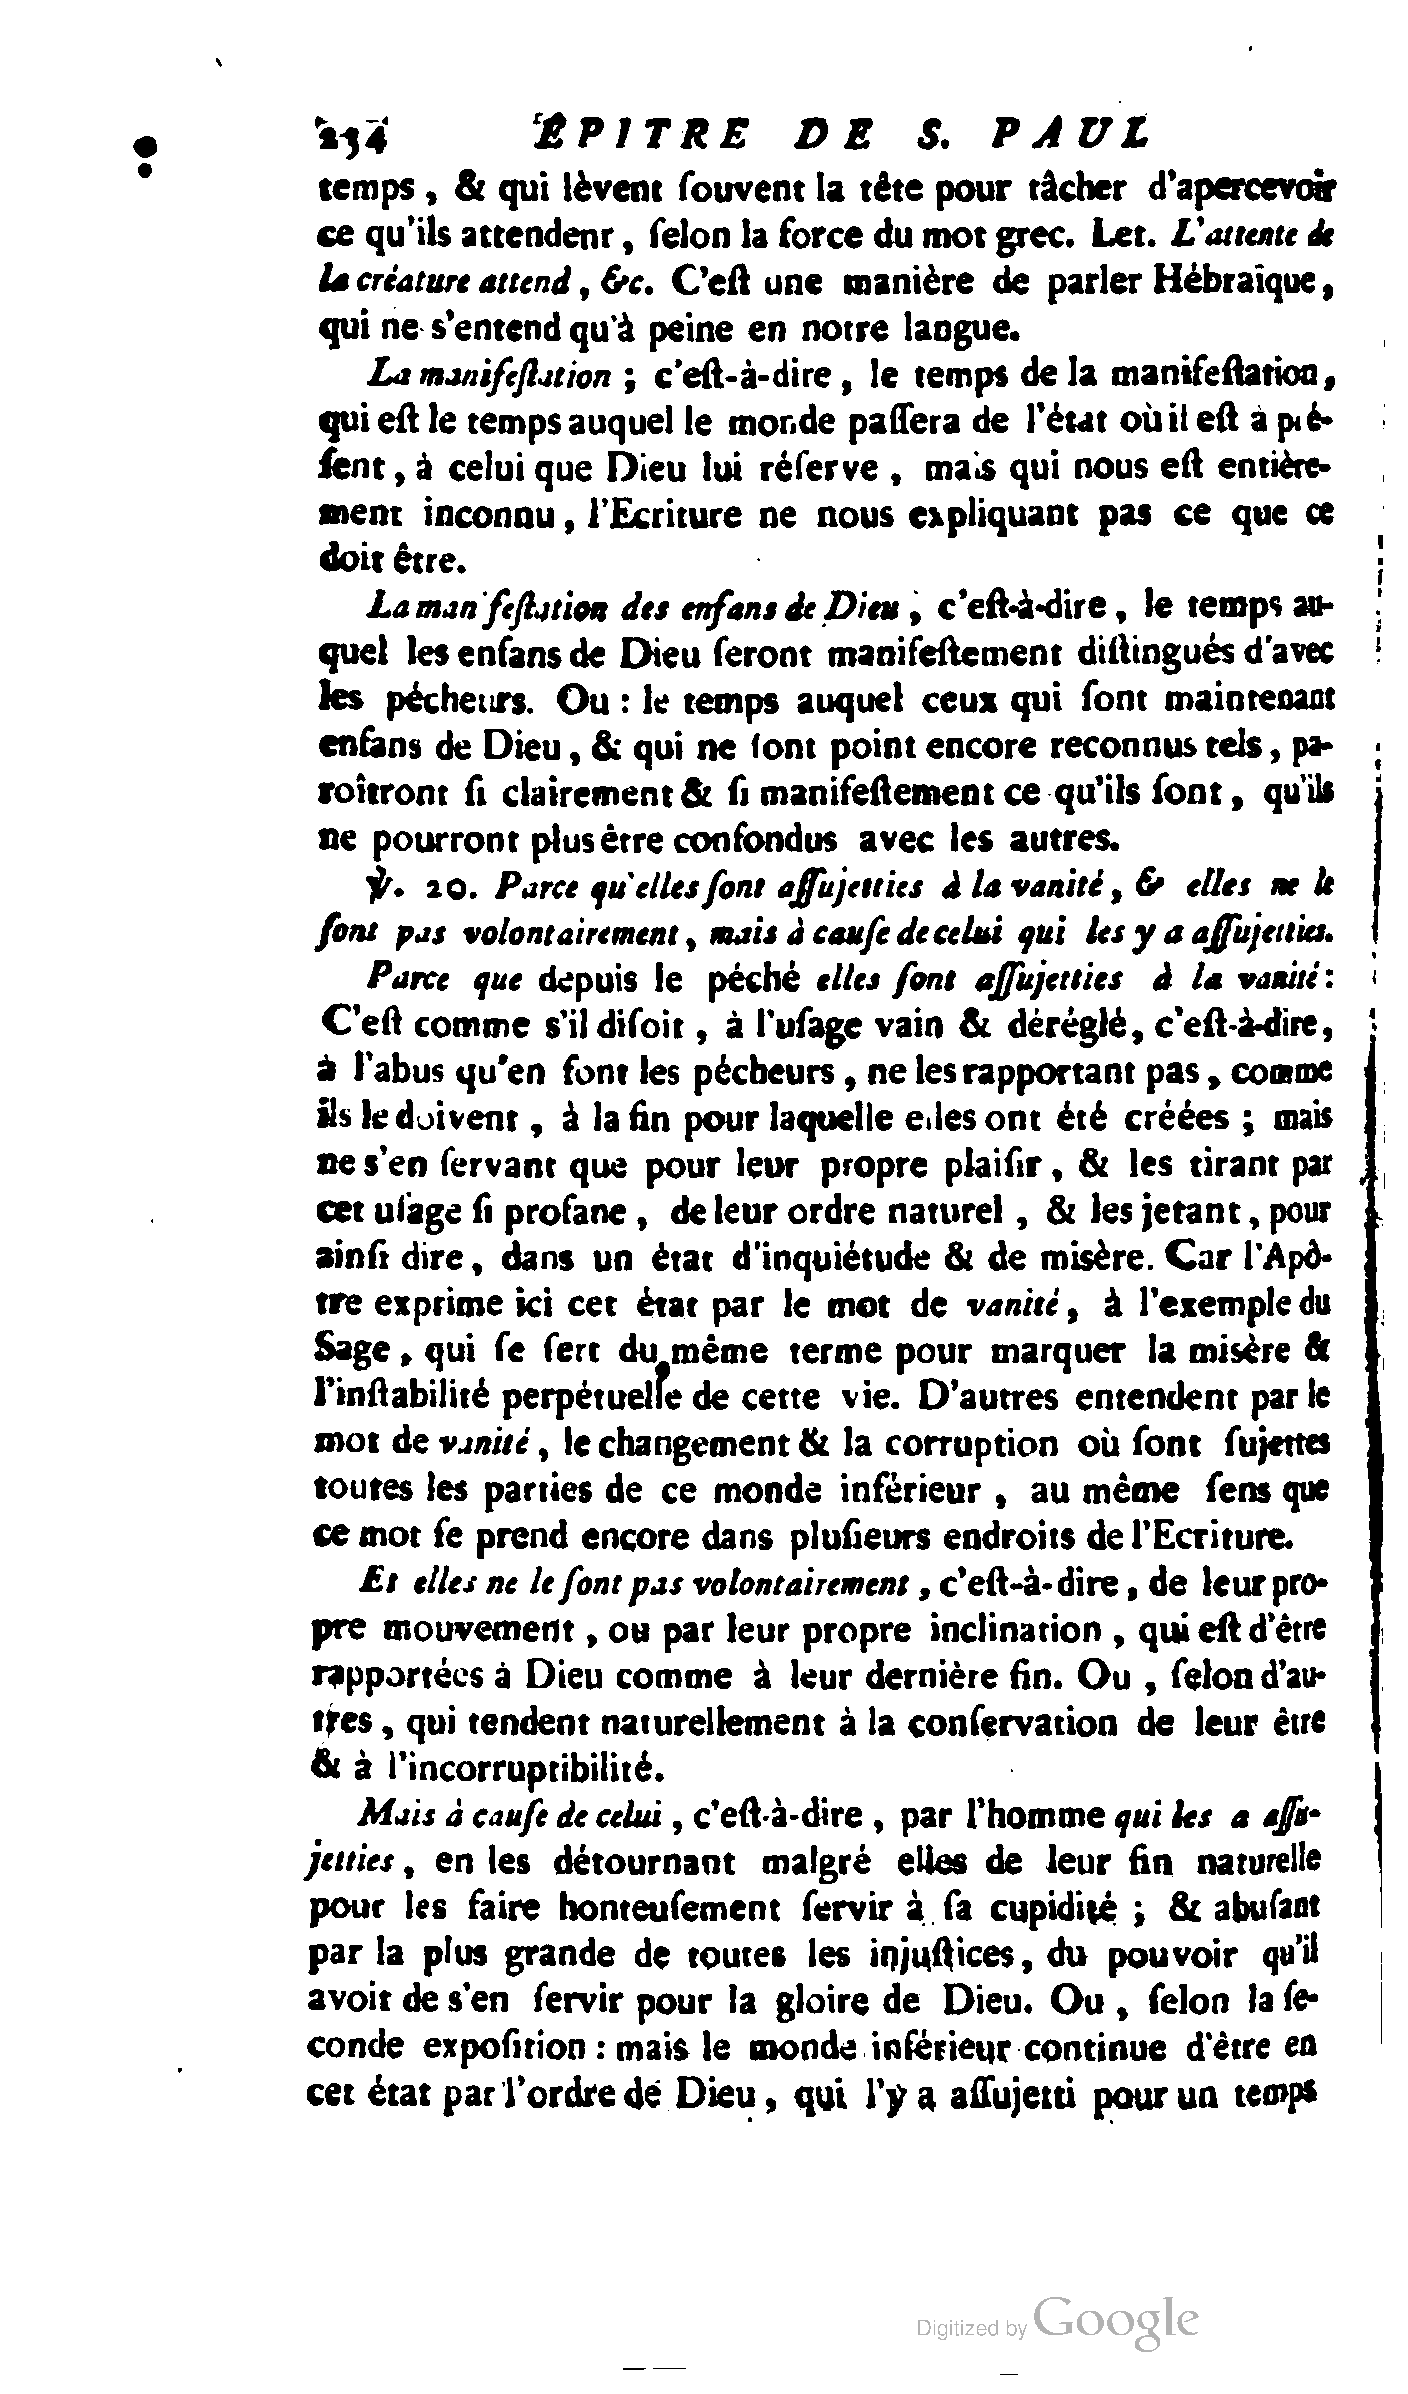 234 ÉPITRE DE S. PAUL
temps, & qui lèvent ſouvent la tête pour tâcher d'apercevoir
ce qu'ils attendent, ſelon la force du mot grec. Let. L'attente de
la créature attend, &c. C'eſt une manière de parler Hébraïque,
qui ne s'entend qu'à peine en notre langue.
La manifeſtation ; c'eſt-à-dire, le temps de la manifeſtation,
qui eſt le temps auquel le monde paſſera de l'état où il eſt à pré-
ſent, à celui que Dieu lui réſerve, mais qui nous eſt entière-
ment inconnu, l'Ecriture ne nous expliquant pas ce que ce
doit être.
La manifeſtation des enfans de Dieu ; c'eſt-à-dire, le temps au-
quel les enfans de Dieu ſeront manifeſtement diſtingués d'avec
les pécheurs. Ou : le temps auquel ceux qui ſont maintenant
enfans de Dieu, & qui ne ſont point encore reconnus tels, pa-
roîtront ſi clairement & ſi manifeſtement ce qu'ils ſont, qu'ils
ne pourront plus être confondus avec les autres.
℣. 20. Parce qu'elles ſont aſſujetties à la vanité, & elles ne le
ſont pas volontairement, mais à cauſe de celui qui les y a aſſujetties.
Parce que depuis le péché elles ſont aſſujetties à la vanité :
C'eſt comme s'il diſoit, à l'uſage vain & déréglé, c'eſt-à-dire,
à l'abus qu'en font les pécheurs, ne les rapportant pas, comme
ils le doivent, à la fin pour laquelle elles ont été créées ; mais
ne s'en ſervant que pour leur propre plaiſir, & les tirant par
cet uſage ſi profane, de leur ordre naturel, & les jetant, pour
ainſi dire, dans un état d'inquiétude & de misère. Car l'Apô-
tre exprime ici cet état par le mot de vanité, à l'exemple du
Sage, qui ſe ſert du même terme pour marquer la misère &
l'inſtabilité perpétuelle de cette vie. D'autres entendent par le
mot de vanité, le changement & la corruption où ſont ſujettes
toutes les parties de ce monde inférieur, au même ſens que
ce mot ſe prend encore dans pluſieurs endroits de l'Ecriture.
Et elles ne le ſont pas volontairement, c'eſt-à-dire, de leur pro-
pre mouvement, ou par leur propre inclination, qui eſt d'être
rapportées à Dieu comme à leur dernière fin. Ou, ſelon d'au-
tres, qui tendent naturellement à la conſervation de leur être
& à l'incorruptibilité.
Mais à cauſe de celui, c'eſt-à-dire, par l'homme qui les a aſſu-
jetties, en les détournant malgré elles de leur fin naturelle
pour les faire honteuſement ſervir à ſa cupidité ; & abuſant
par la plus grande de toutes les injuſtices, du pouvoir qu'il
avoit de s'en ſervir pour la gloire de Dieu. Ou, ſelon la ſe-
conde expoſition : mais le monde inférieur continue d'être en
cet état par l'ordre de Dieu, qui l'y a aſſujetti pour un temps
Digitized by Google